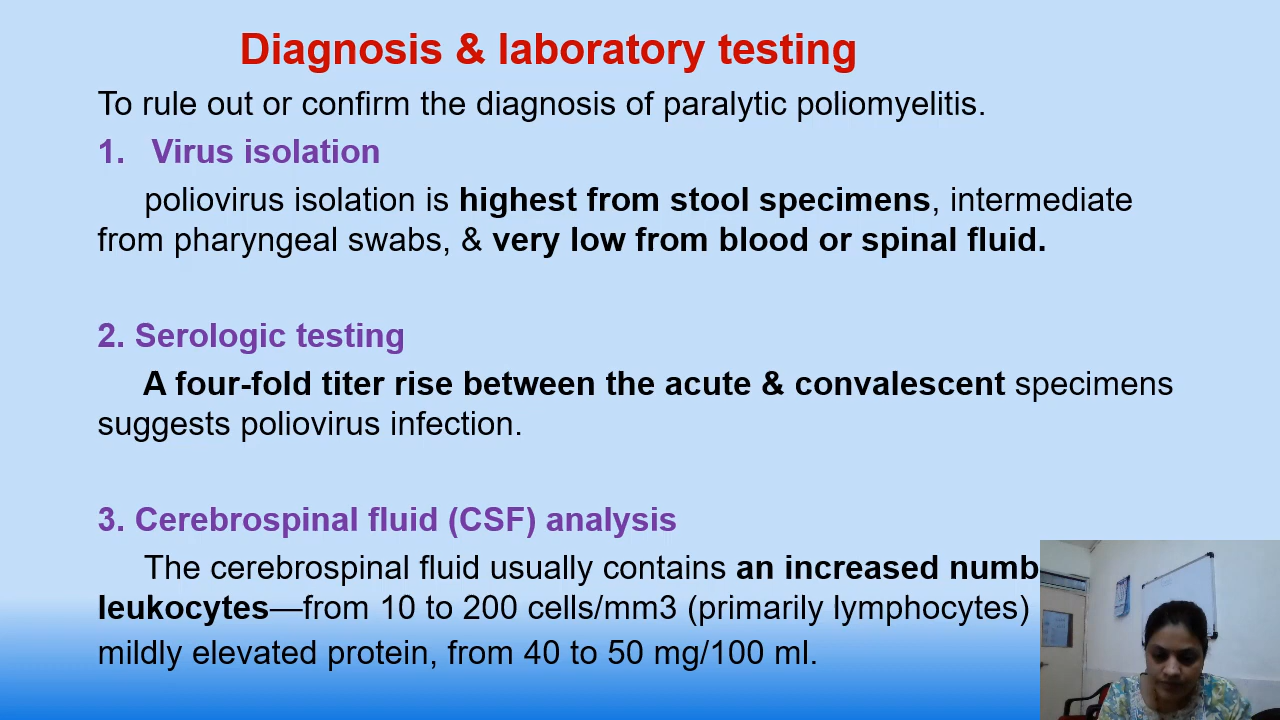 Diagnosis & laboratory testing
To rule out or confirm the diagnosis of paralytic poliomyelitis.
1. Virus isolation
poliovirus isolation is highest from stool specimens, intermediate
from pharyngeal swabs, & very low from blood or spinal fluid.
2. Serologic testing
A four-fold titer rise between the acute & convalescent specimens
suggests poliovirus infection.
3. Cerebrospinal fluid (CSF) analysis
The cerebrospinal fluid usually contains an increased numb
leukocytes—from 10 to 200 cells/mm3 (primarily lymphocytes)
mildly elevated protein, from 40 to 50 mg/100 ml.